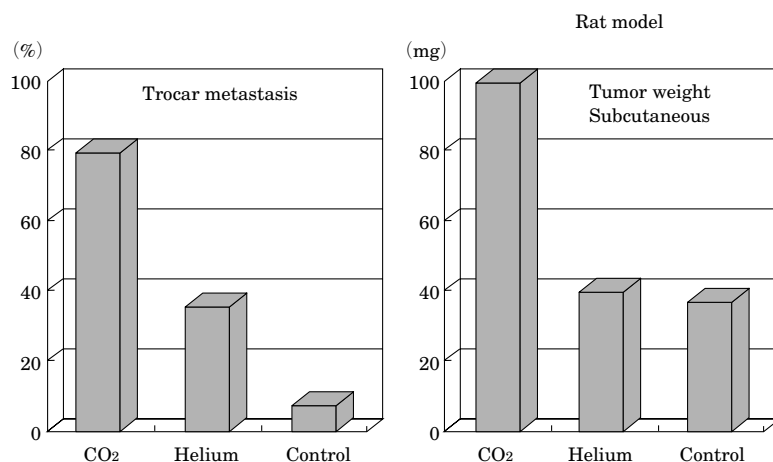 Rat model
(%)
Trocar metastasis
100
80
60
40
20
0
CO₂ Helium Control
(mg)
Tumor weight
Subcutaneous
100
80
60
40
20
0
CO₂ Helium Control